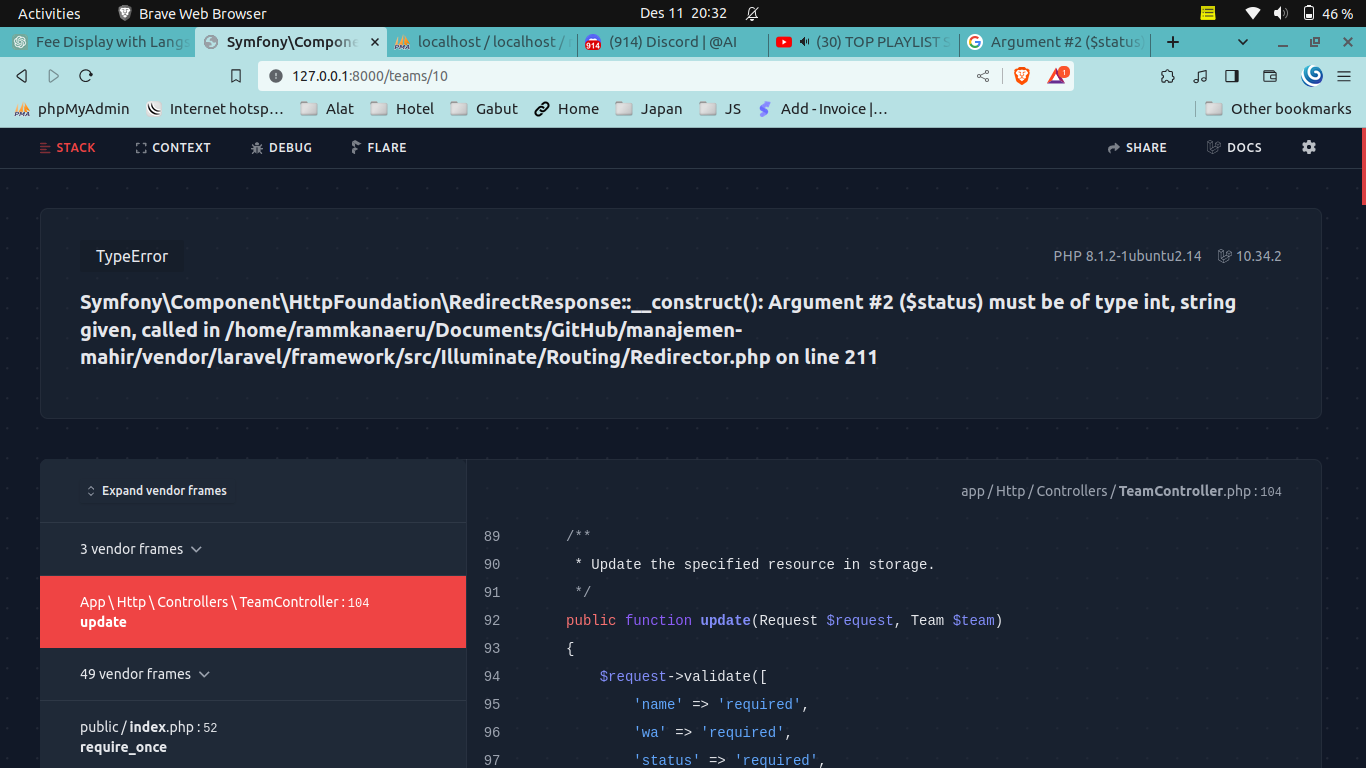 Activities Brave Web Browser Des 11 20:32 46 %
Fee Display with Langs Symfony\Compone localhost / localhost / 914 (914) Discord | @AI (30) TOP PLAYLIST S Argument #2 ($status)
127.0.0.1:8000/teams/10 1
phpMyAdmin Internet hotsp… Alat Hotel Gabut Home Japan JS Add - Invoice |… Other bookmarks
STACK CONTEXT DEBUG FLARE SHARE DOCS
TypeError PHP 8.1.2-1ubuntu2.14 10.34.2
Symfony\Component\HttpFoundation\RedirectResponse::__construct(): Argument #2 ($status) must be of type int, string
given, called in /home/rammkanaeru/Documents/GitHub/manajemen-
mahir/vendor/laravel/framework/src/Illuminate/Routing/Redirector.php on line 211
Expand vendor frames
3 vendor frames
App \ Http \ Controllers \ TeamController : 104
update
49 vendor frames
public / index.php : 52
require_once
app / Http / Controllers / TeamController.php : 104
89 /**
90 * Update the specified resource in storage.
91 */
92 public function update(Request $request, Team $team)
93 {
94 $request->validate([
95 'name' => 'required',
96 'wa' => 'required',
97 'status' => 'required',